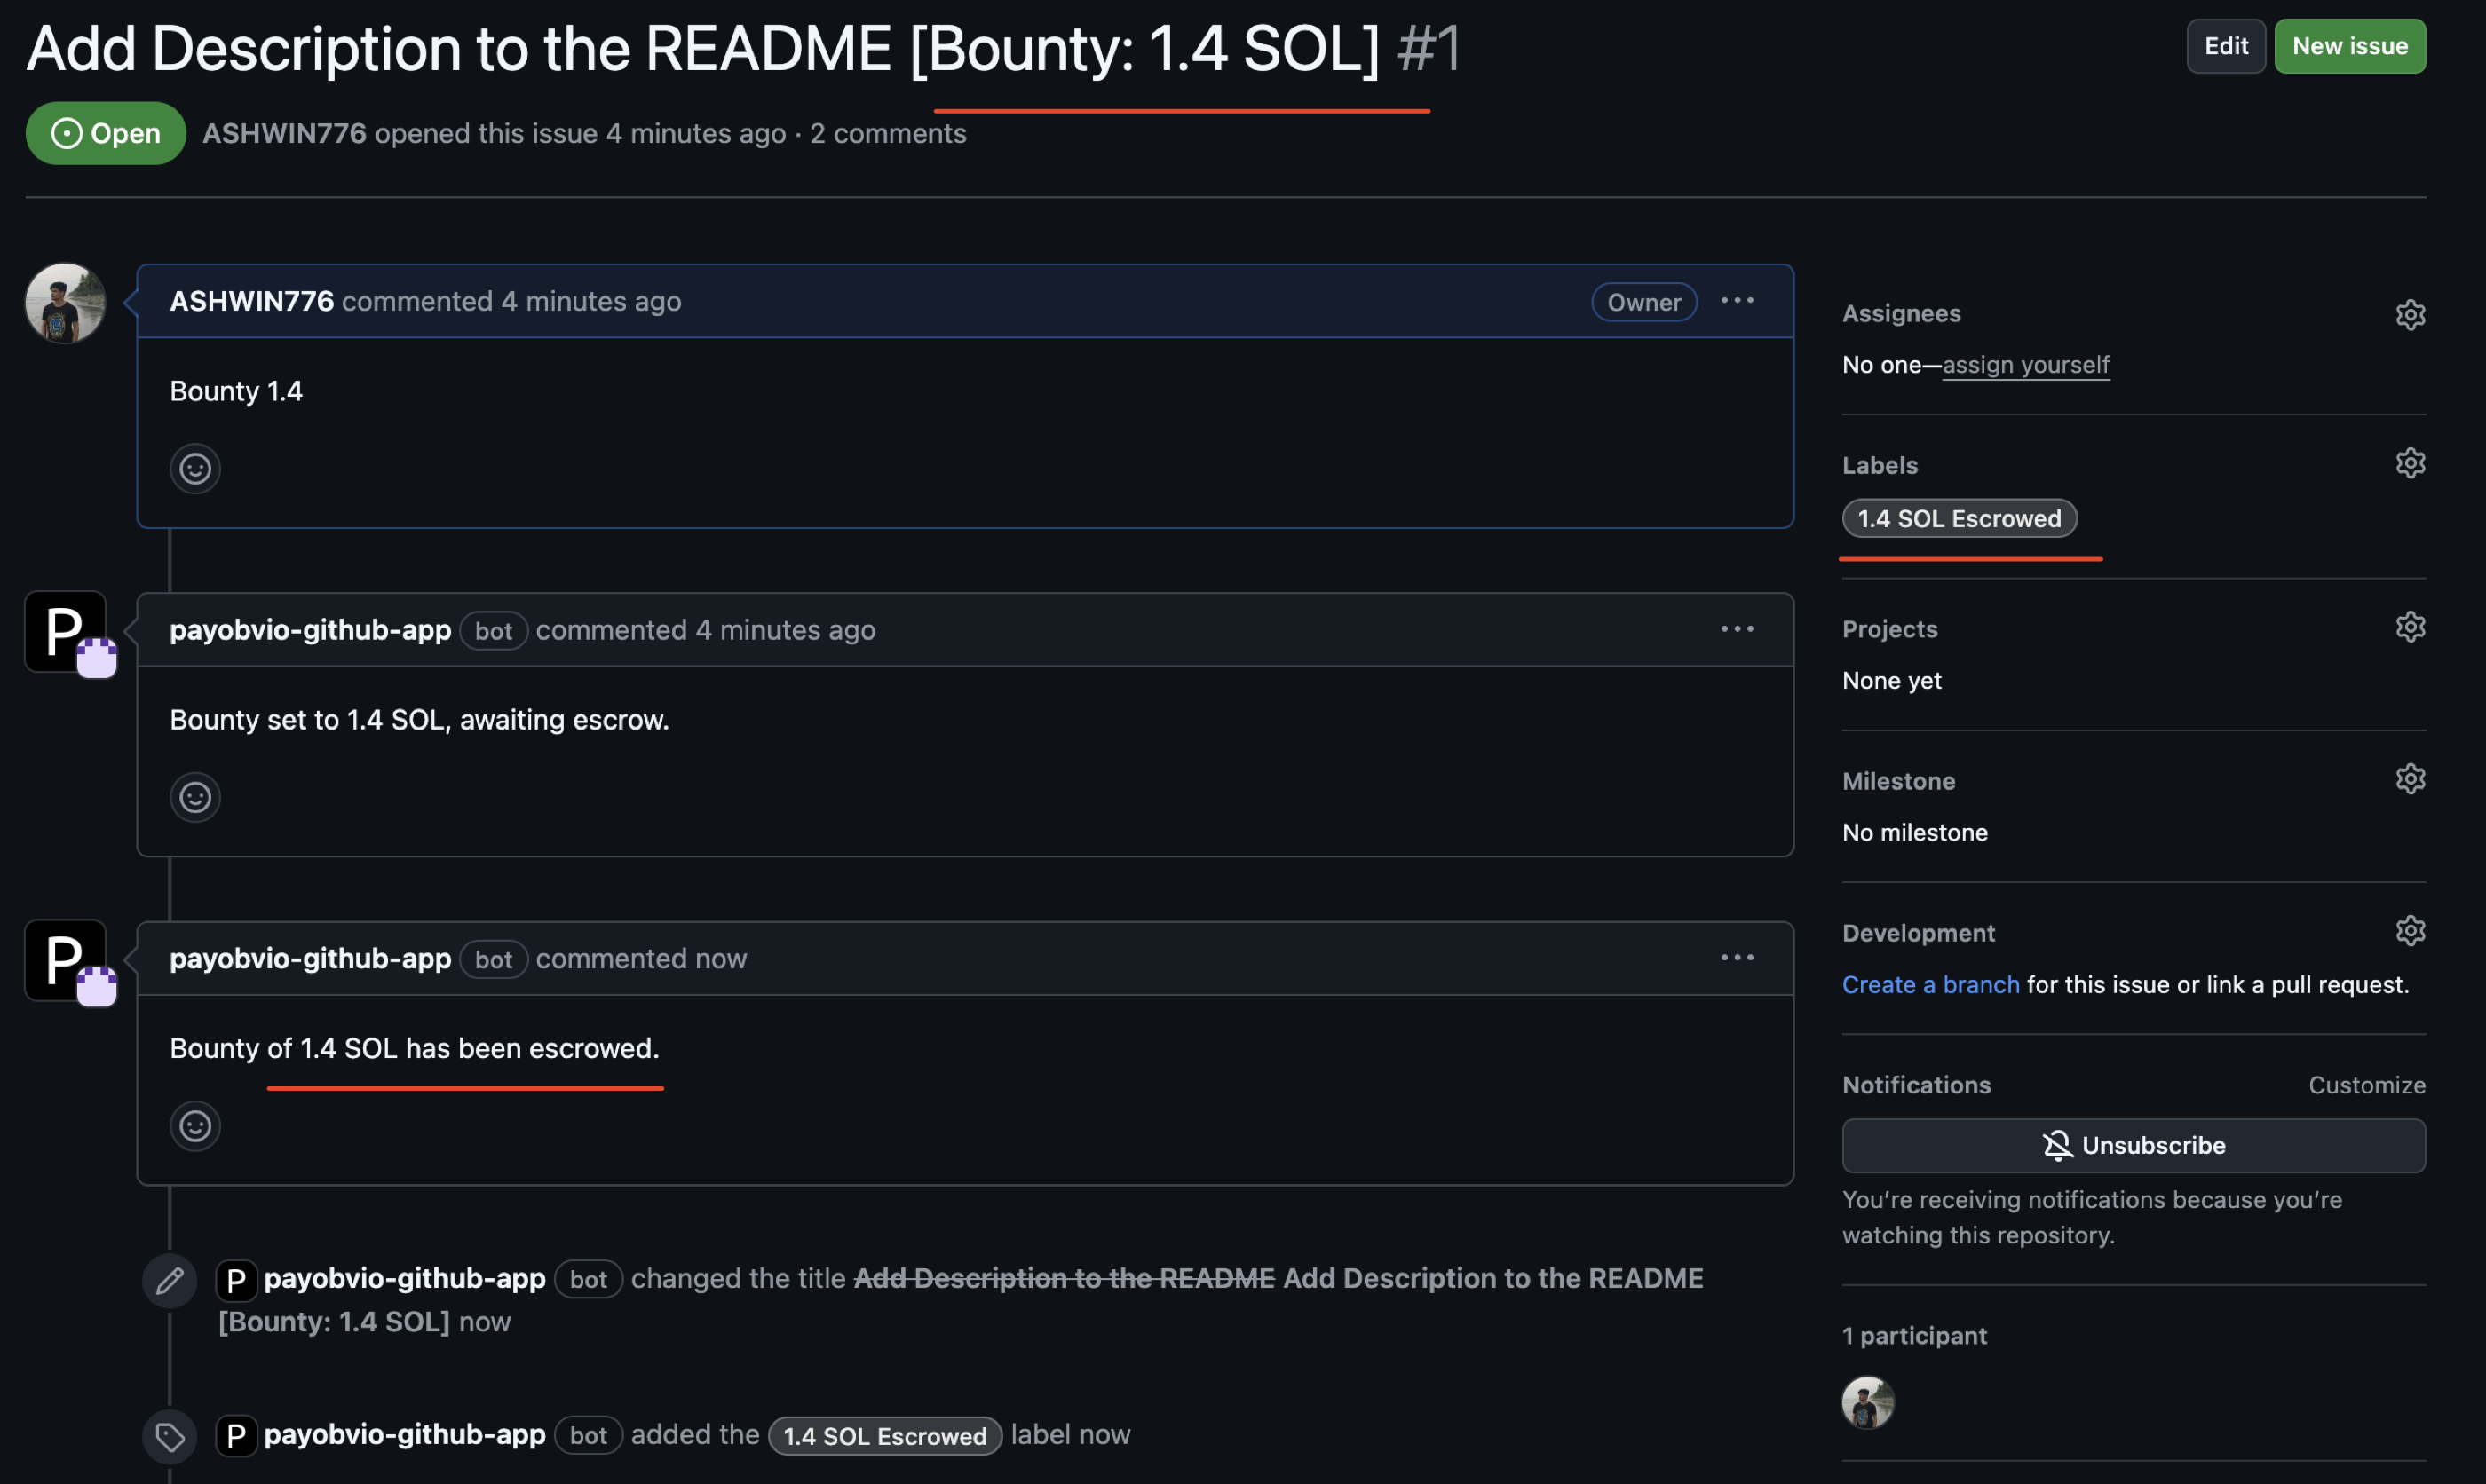 Add Description to the README [Bounty: 1.4 SOL] #1
Edit
New issue
Open
ASHWIN776 opened this issue 4 minutes ago · 2 comments
ASHWIN776 commented 4 minutes ago
Owner
Bounty 1.4
payobvio-github-app bot commented 4 minutes ago
Bounty set to 1.4 SOL, awaiting escrow.
payobvio-github-app bot commented now
Bounty of 1.4 SOL has been escrowed.
P payobvio-github-app bot changed the title Add Description to the README Add Description to the README
[Bounty: 1.4 SOL] now
P payobvio-github-app bot added the 1.4 SOL Escrowed label now
Assignees
No one—assign yourself
Labels
1.4 SOL Escrowed
Projects
None yet
Milestone
No milestone
Development
Create a branch for this issue or link a pull request.
Notifications
Customize
Unsubscribe
You’re receiving notifications because you’re
watching this repository.
1 participant
P
P